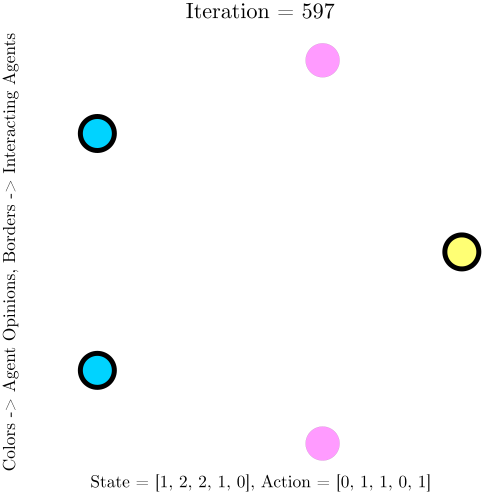 Iteration = 597
Colors -> Agent Opinions, Borders -> Interacting Agents
State = [1, 2, 2, 1, 0], Action = [0, 1, 1, 0, 1]